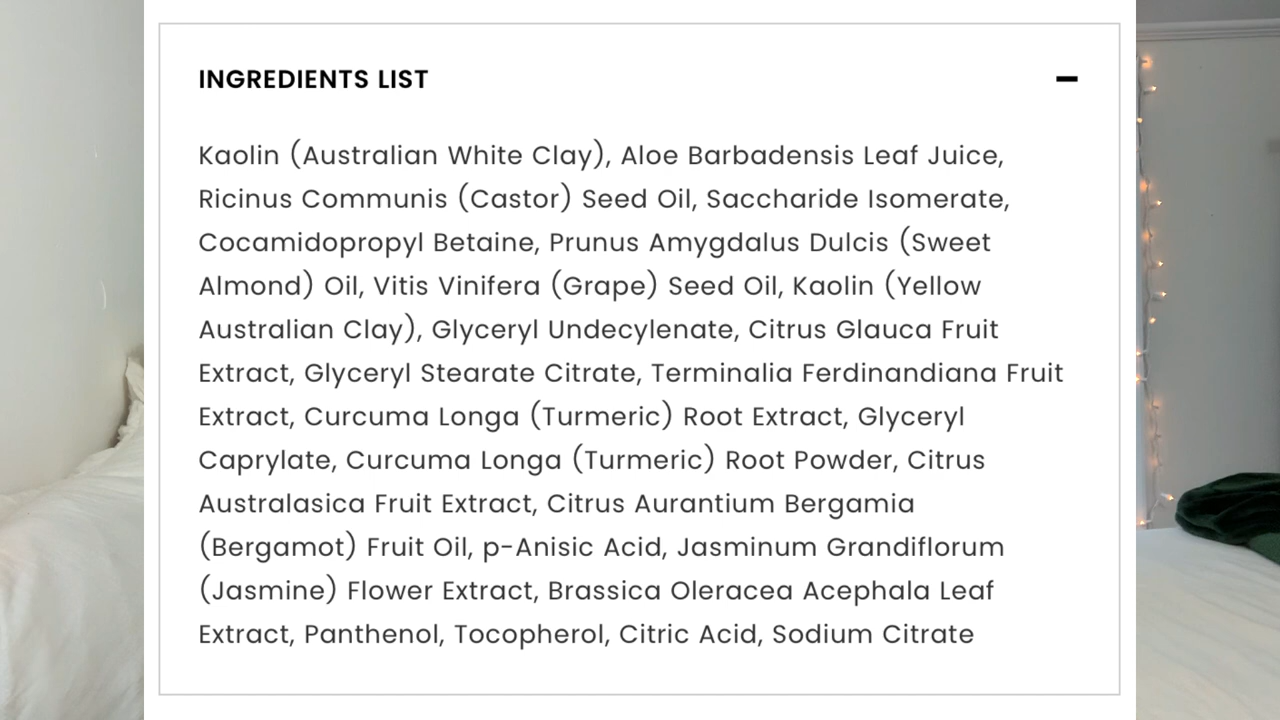 INGREDIENTS LIST
Kaolin (Australian White Clay), Aloe Barbadensis Leaf Juice,
Ricinus Communis (Castor) Seed Oil, Saccharide Isomerate,
Cocamidopropyl Betaine, Prunus Amygdalus Dulcis (Sweet
Almond) Oil, Vitis Vinifera (Grape) Seed Oil, Kaolin (Yellow
Australian Clay), Glyceryl Undecylenate, Citrus Glauca Fruit
Extract, Glyceryl Stearate Citrate, Terminalia Ferdinandiana Fruit
Extract, Curcuma Longa (Turmeric) Root Extract, Glyceryl
Caprylate, Curcuma Longa (Turmeric) Root Powder, Citrus
Australasica Fruit Extract, Citrus Aurantium Bergamia
(Bergamot) Fruit Oil, p-Anisic Acid, Jasminum Grandiflorum
(Jasmine) Flower Extract, Brassica Oleracea Acephala Leaf
Extract, Panthenol, Tocopherol, Citric Acid, Sodium Citrate